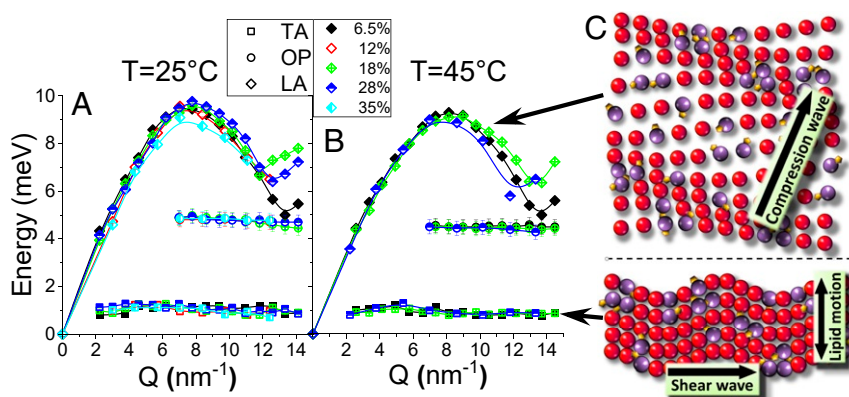 TA
OP
LA
6.5%
12%
18%
28%
35%
T=25°C
T=45°C
A
B
C
Energy (meV)
10
8
6
4
2
0
0 2 4 6 8 10 12 14
2 4 6 8 10 12 14
Q (nm⁻¹)
Q (nm⁻¹)
Compression wave
Lipid motion
Shear wave